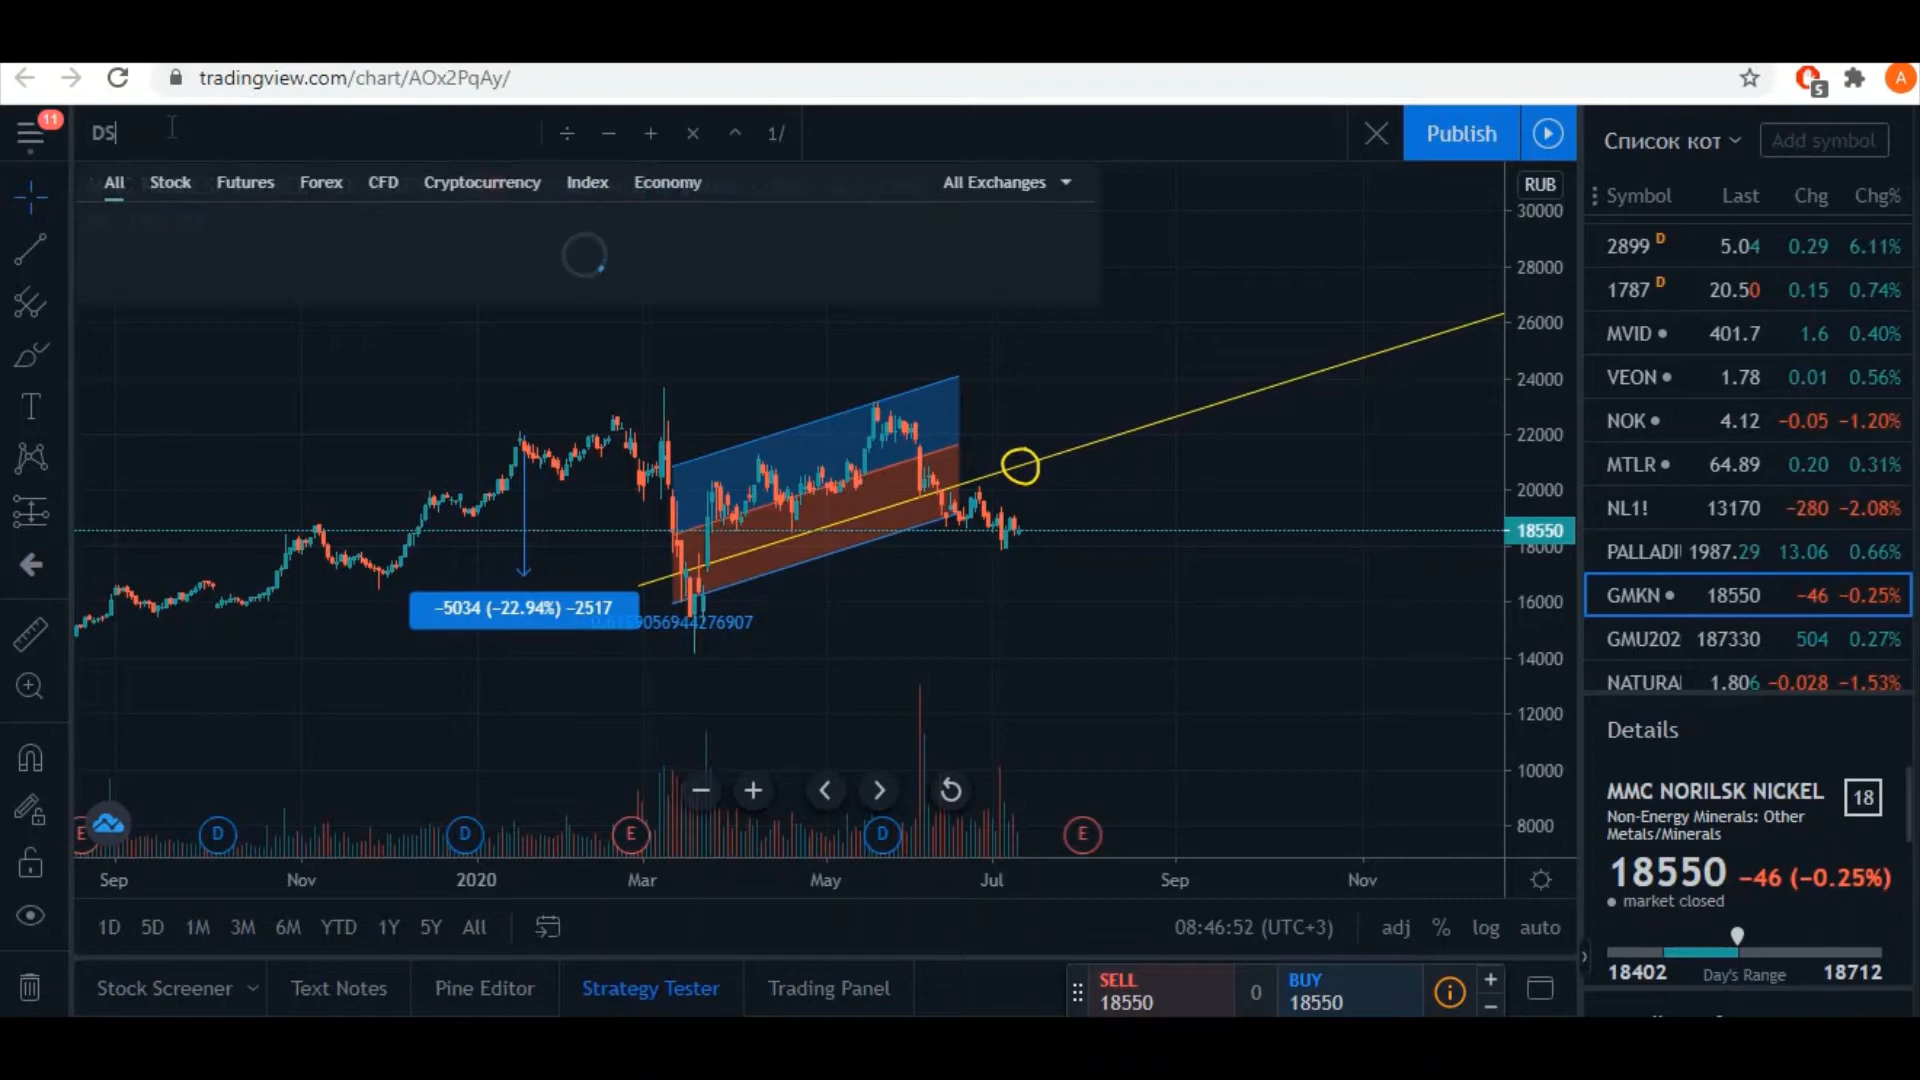 tradingview.com/chart/AOx2PqAy/
5
A
11
DS
1/
Publish
Список кот
Add symbol
All Stock Futures Forex CFD Cryptocurrency Index Economy
All Exchanges
RUB
Symbol Last Chg Chg%
2899 D 5.04 0.29 6.11%
1787 D 20.50 0.15 0.74%
MVID 401.7 1.6 0.40%
VEON 1.78 0.01 0.56%
NOK 4.12 −0.05 −1.20%
MTLR 64.89 0.20 0.31%
NL1! 13170 −280 −2.08%
PALLADI 1987.29 13.06 0.66%
GMKN 18550 −46 −0.25%
GMU202 187330 504 0.27%
NATURA 1.806 −0.028 −1.53%
30000
28000
26000
24000
22000
20000
18550
18000
16000
14000
12000
10000
8000
−5034 (−22.94%) −2517
9056944276907
E D D E D E
Sep Nov 2020 Mar May Jul Sep Nov
1D 5D 1M 3M 6M YTD 1Y 5Y All
08:46:52 (UTC+3)
adj % log auto
Stock Screener Text Notes Pine Editor Strategy Tester Trading Panel
SELL
18550
0
BUY
18550
Details
MMC NORILSK NICKEL
18
Non-Energy Minerals: Other
Metals/Minerals
18550 −46 (−0.25%)
market closed
18402 Day's Range 18712